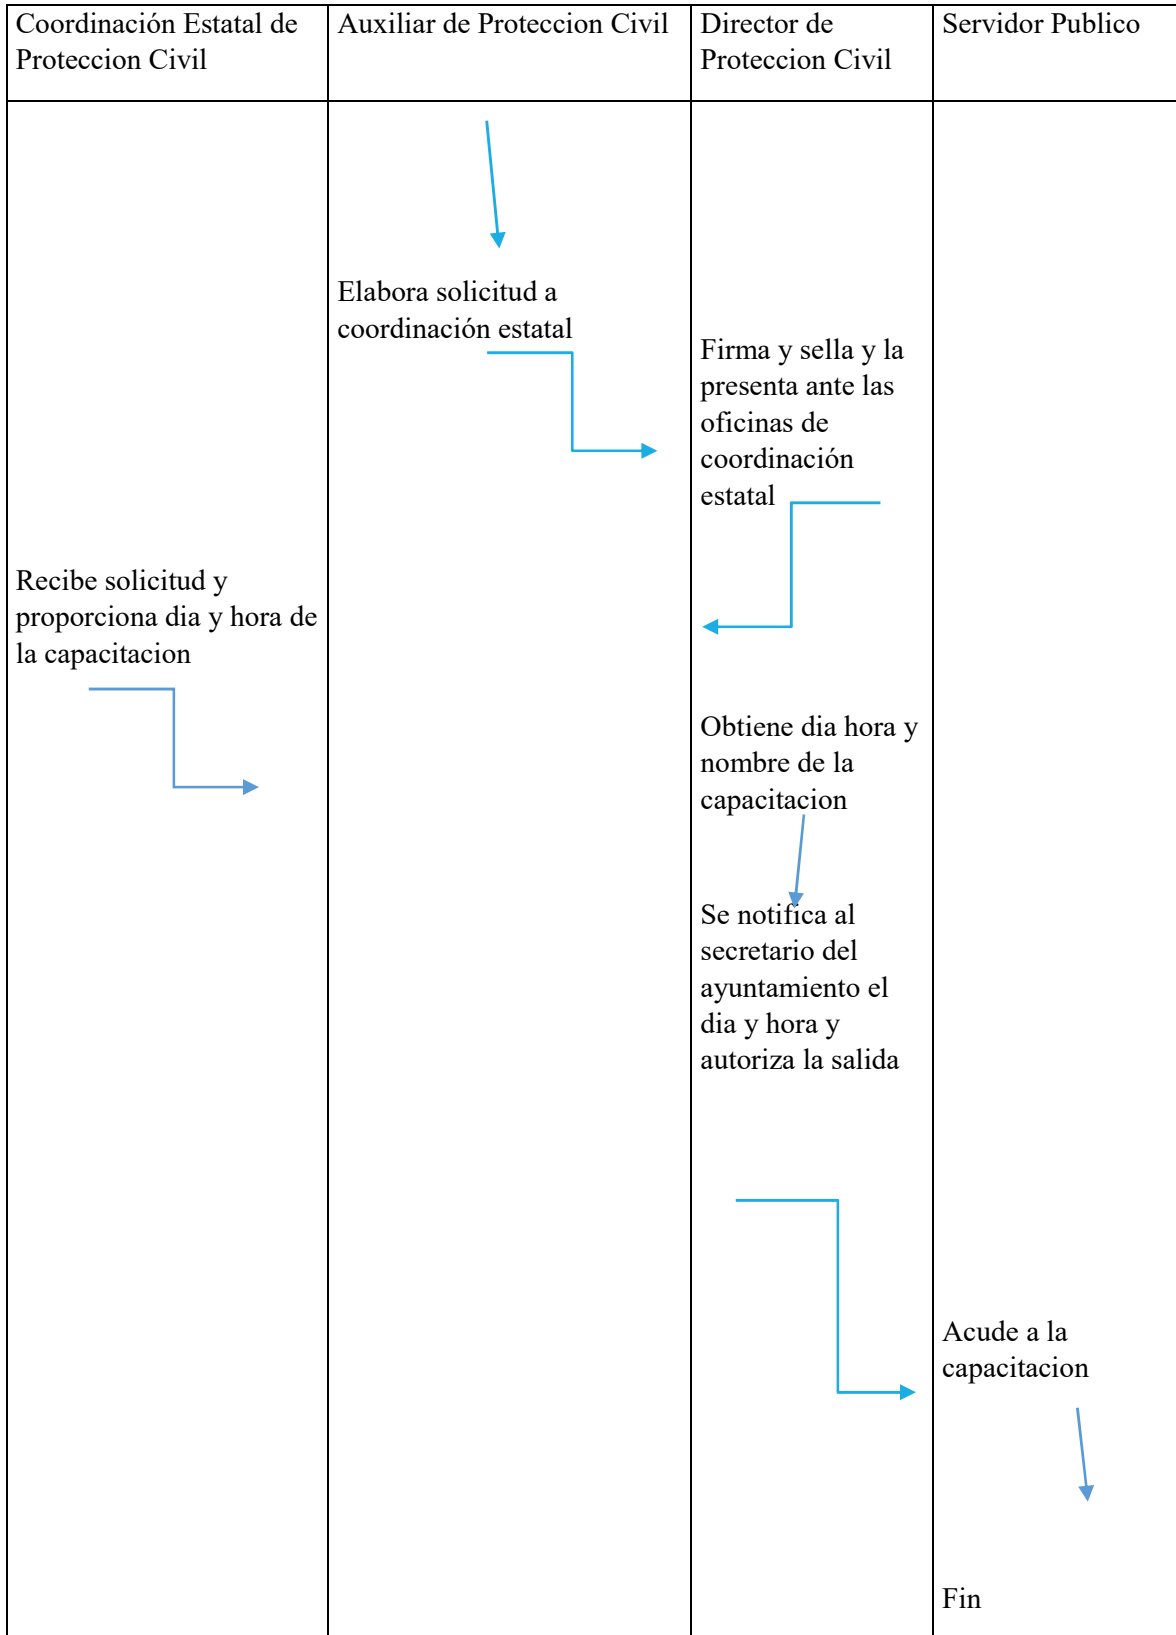 Coordinación Estatal de
Proteccion Civil
Auxiliar de Proteccion Civil
Director de
Proteccion Civil
Servidor Publico
Elabora solicitud a
coordinación estatal
Firma y sella y la
presenta ante las
oficinas de
coordinación
estatal
Recibe solicitud y
proporciona dia y hora de
la capacitacion
Obtiene dia hora y
nombre de la
capacitacion
Se notifica al
secretario del
ayuntamiento el
dia y hora y
autoriza la salida
Acude a la
capacitacion
Fin